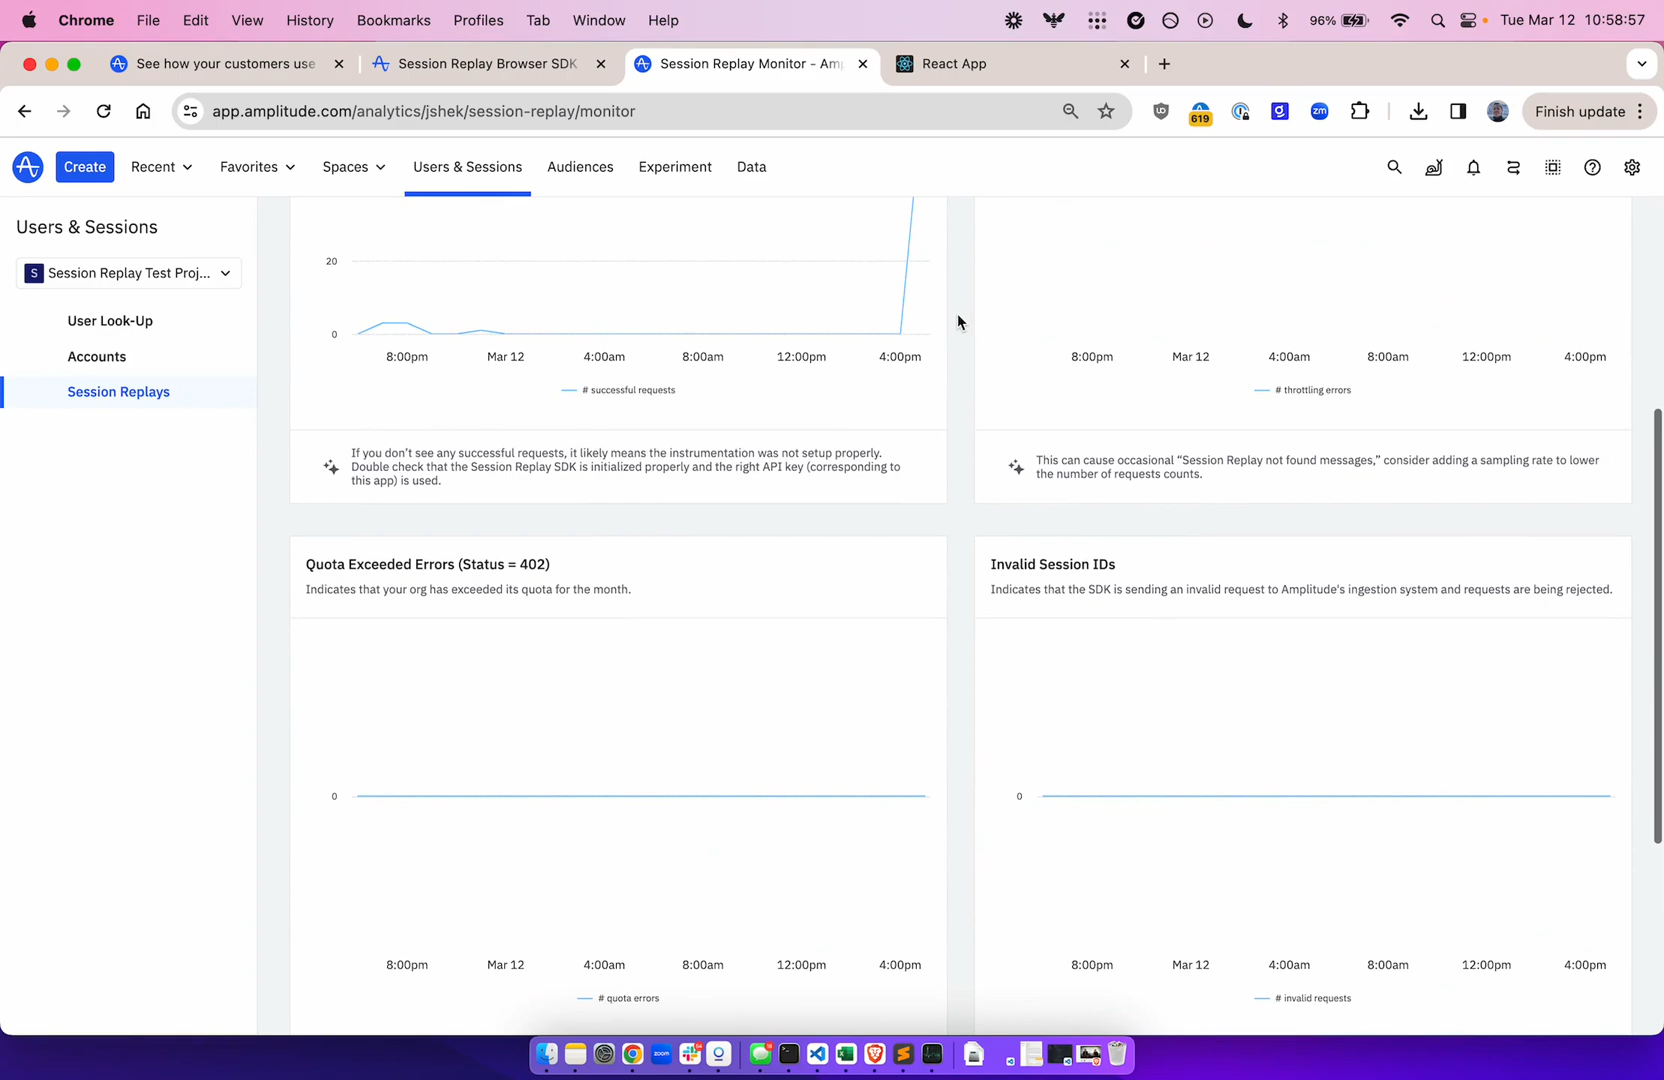 Chrome File Edit View History Bookmarks Profiles Tab Window Help 96% Tue Mar 12 10:58:57
See how your customers use Session Replay Browser SDK Session Replay Monitor - Am React App
app.amplitude.com/analytics/jshek/session-replay/monitor 619 zm Finish update
Create Recent Favorites Spaces Users & Sessions Audiences Experiment Data
Users & Sessions
S Session Replay Test Proj...
User Look-Up
Accounts
Session Replays
20
0
8:00pm Mar 12 4:00am 8:00am 12:00pm 4:00pm
# successful requests
If you don't see any successful requests, it likely means the instrumentation was not setup properly.
Double check that the Session Replay SDK is initialized properly and the right API key (corresponding to
this app) is used.
8:00pm Mar 12 4:00am 8:00am 12:00pm 4:00pm
# throttling errors
This can cause occasional “Session Replay not found messages,” consider adding a sampling rate to lower
the number of requests counts.
Quota Exceeded Errors (Status = 402)
Indicates that your org has exceeded its quota for the month.
0
8:00pm Mar 12 4:00am 8:00am 12:00pm 4:00pm
# quota errors
Invalid Session IDs
Indicates that the SDK is sending an invalid request to Amplitude's ingestion system and requests are being rejected.
0
8:00pm Mar 12 4:00am 8:00am 12:00pm 4:00pm
# invalid requests
zoom